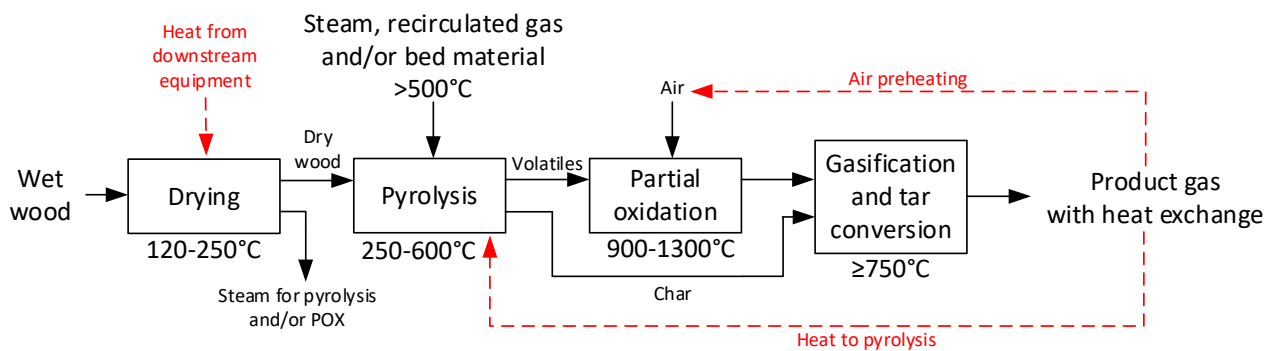 Heat from
downstream
equipment
Steam, recirculated gas
and/or bed material
>500°C
Air
Air preheating
Wet
wood
Drying
120-250°C
Dry
wood
Pyrolysis
250-600°C
Volatiles
Partial
oxidation
900-1300°C
Gasification
and tar
conversion
≥750°C
Product gas
with heat exchange
Steam for pyrolysis
and/or POX
Char
Heat to pyrolysis